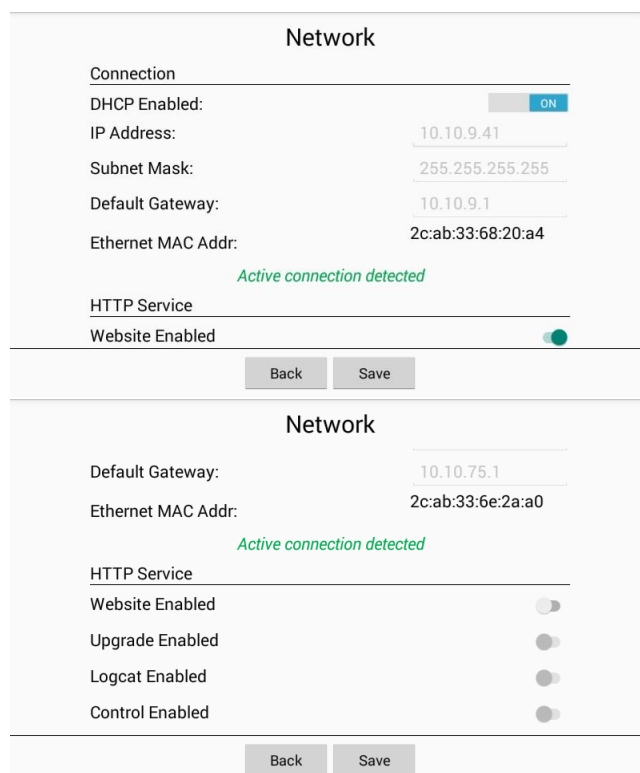 Network
Connection
DHCP Enabled: ON
IP Address: 10.10.9.41
Subnet Mask: 255.255.255.255
Default Gateway: 10.10.9.1
Ethernet MAC Addr: 2c:ab:33:68:20:a4
Active connection detected
HTTP Service
Website Enabled
Back Save
Network
Default Gateway: 10.10.75.1
Ethernet MAC Addr: 2c:ab:33:6e:2a:a0
Active connection detected
HTTP Service
Website Enabled
Upgrade Enabled
Logcat Enabled
Control Enabled
Back Save